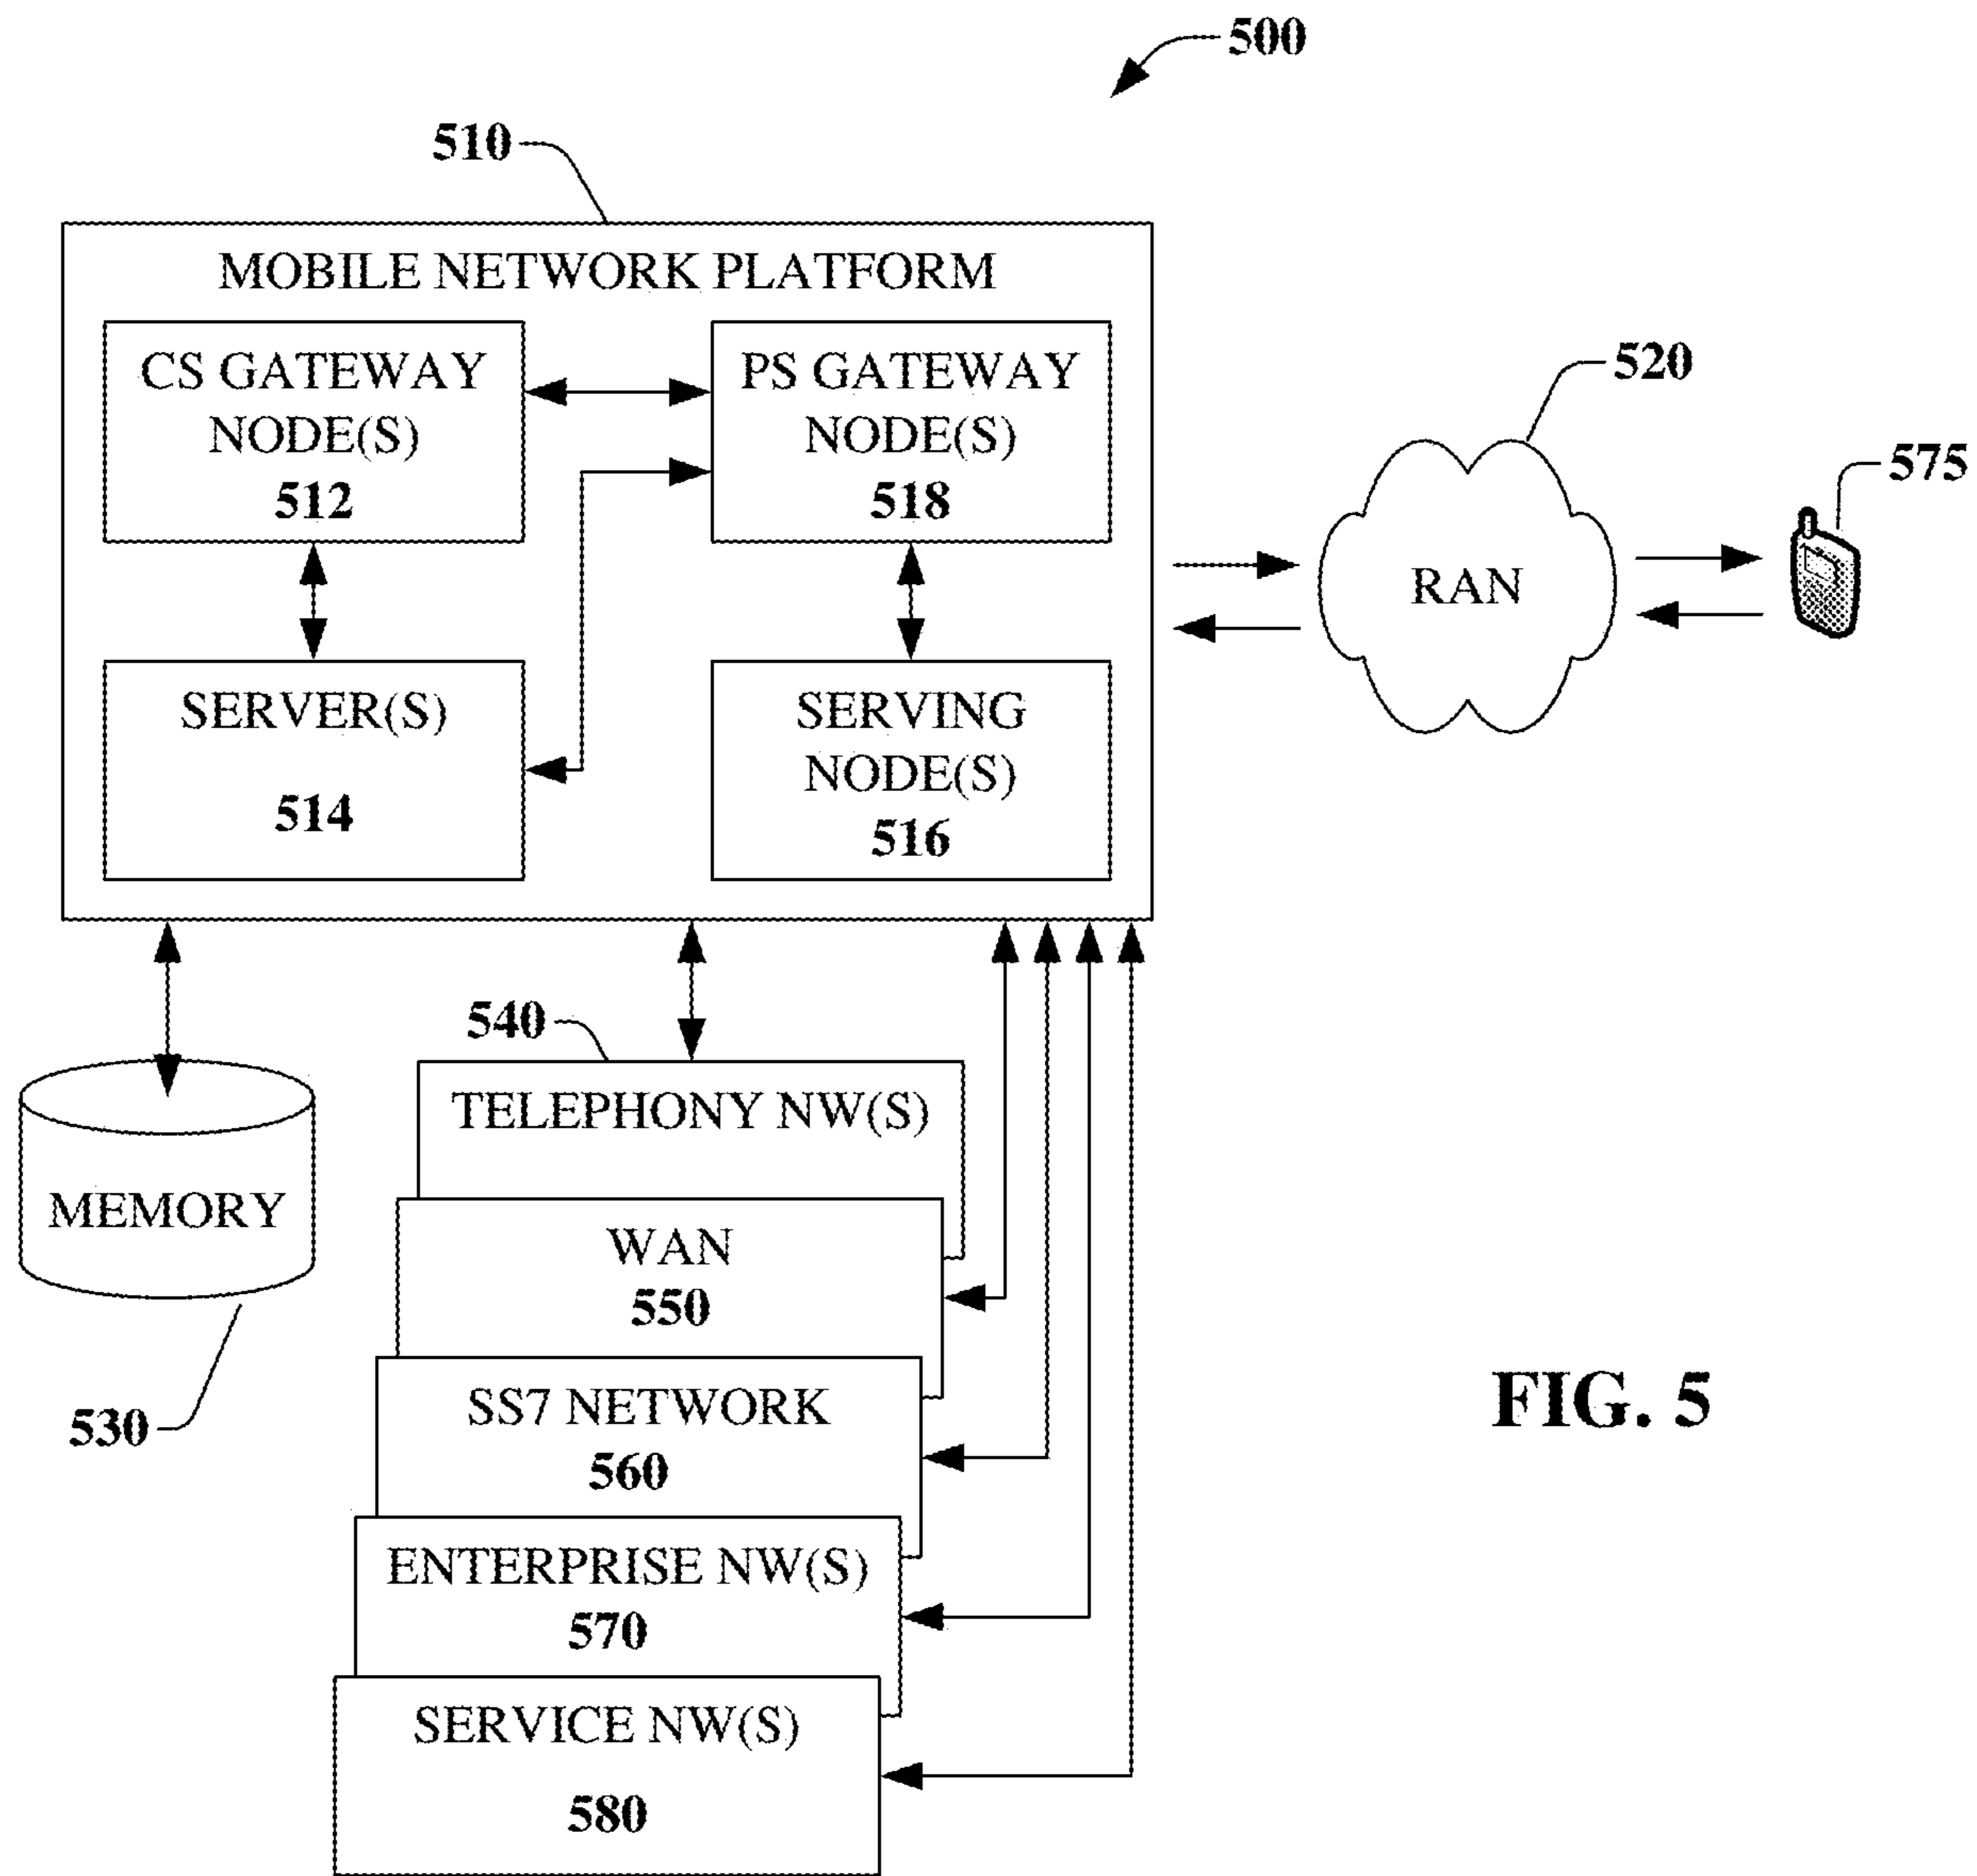 500
510
MOBILE NETWORK PLATFORM
CS GATEWAY
NODE(S)
512
PS GATEWAY
NODE(S)
518
SERVER(S)
514
SERVING
NODE(S)
516
520
RAN
575
540
TELEPHONY NW(S)
MEMORY
530
WAN
550
SS7 NETWORK
560
ENTERPRISE NW(S)
570
SERVICE NW(S)
580
FIG. 5